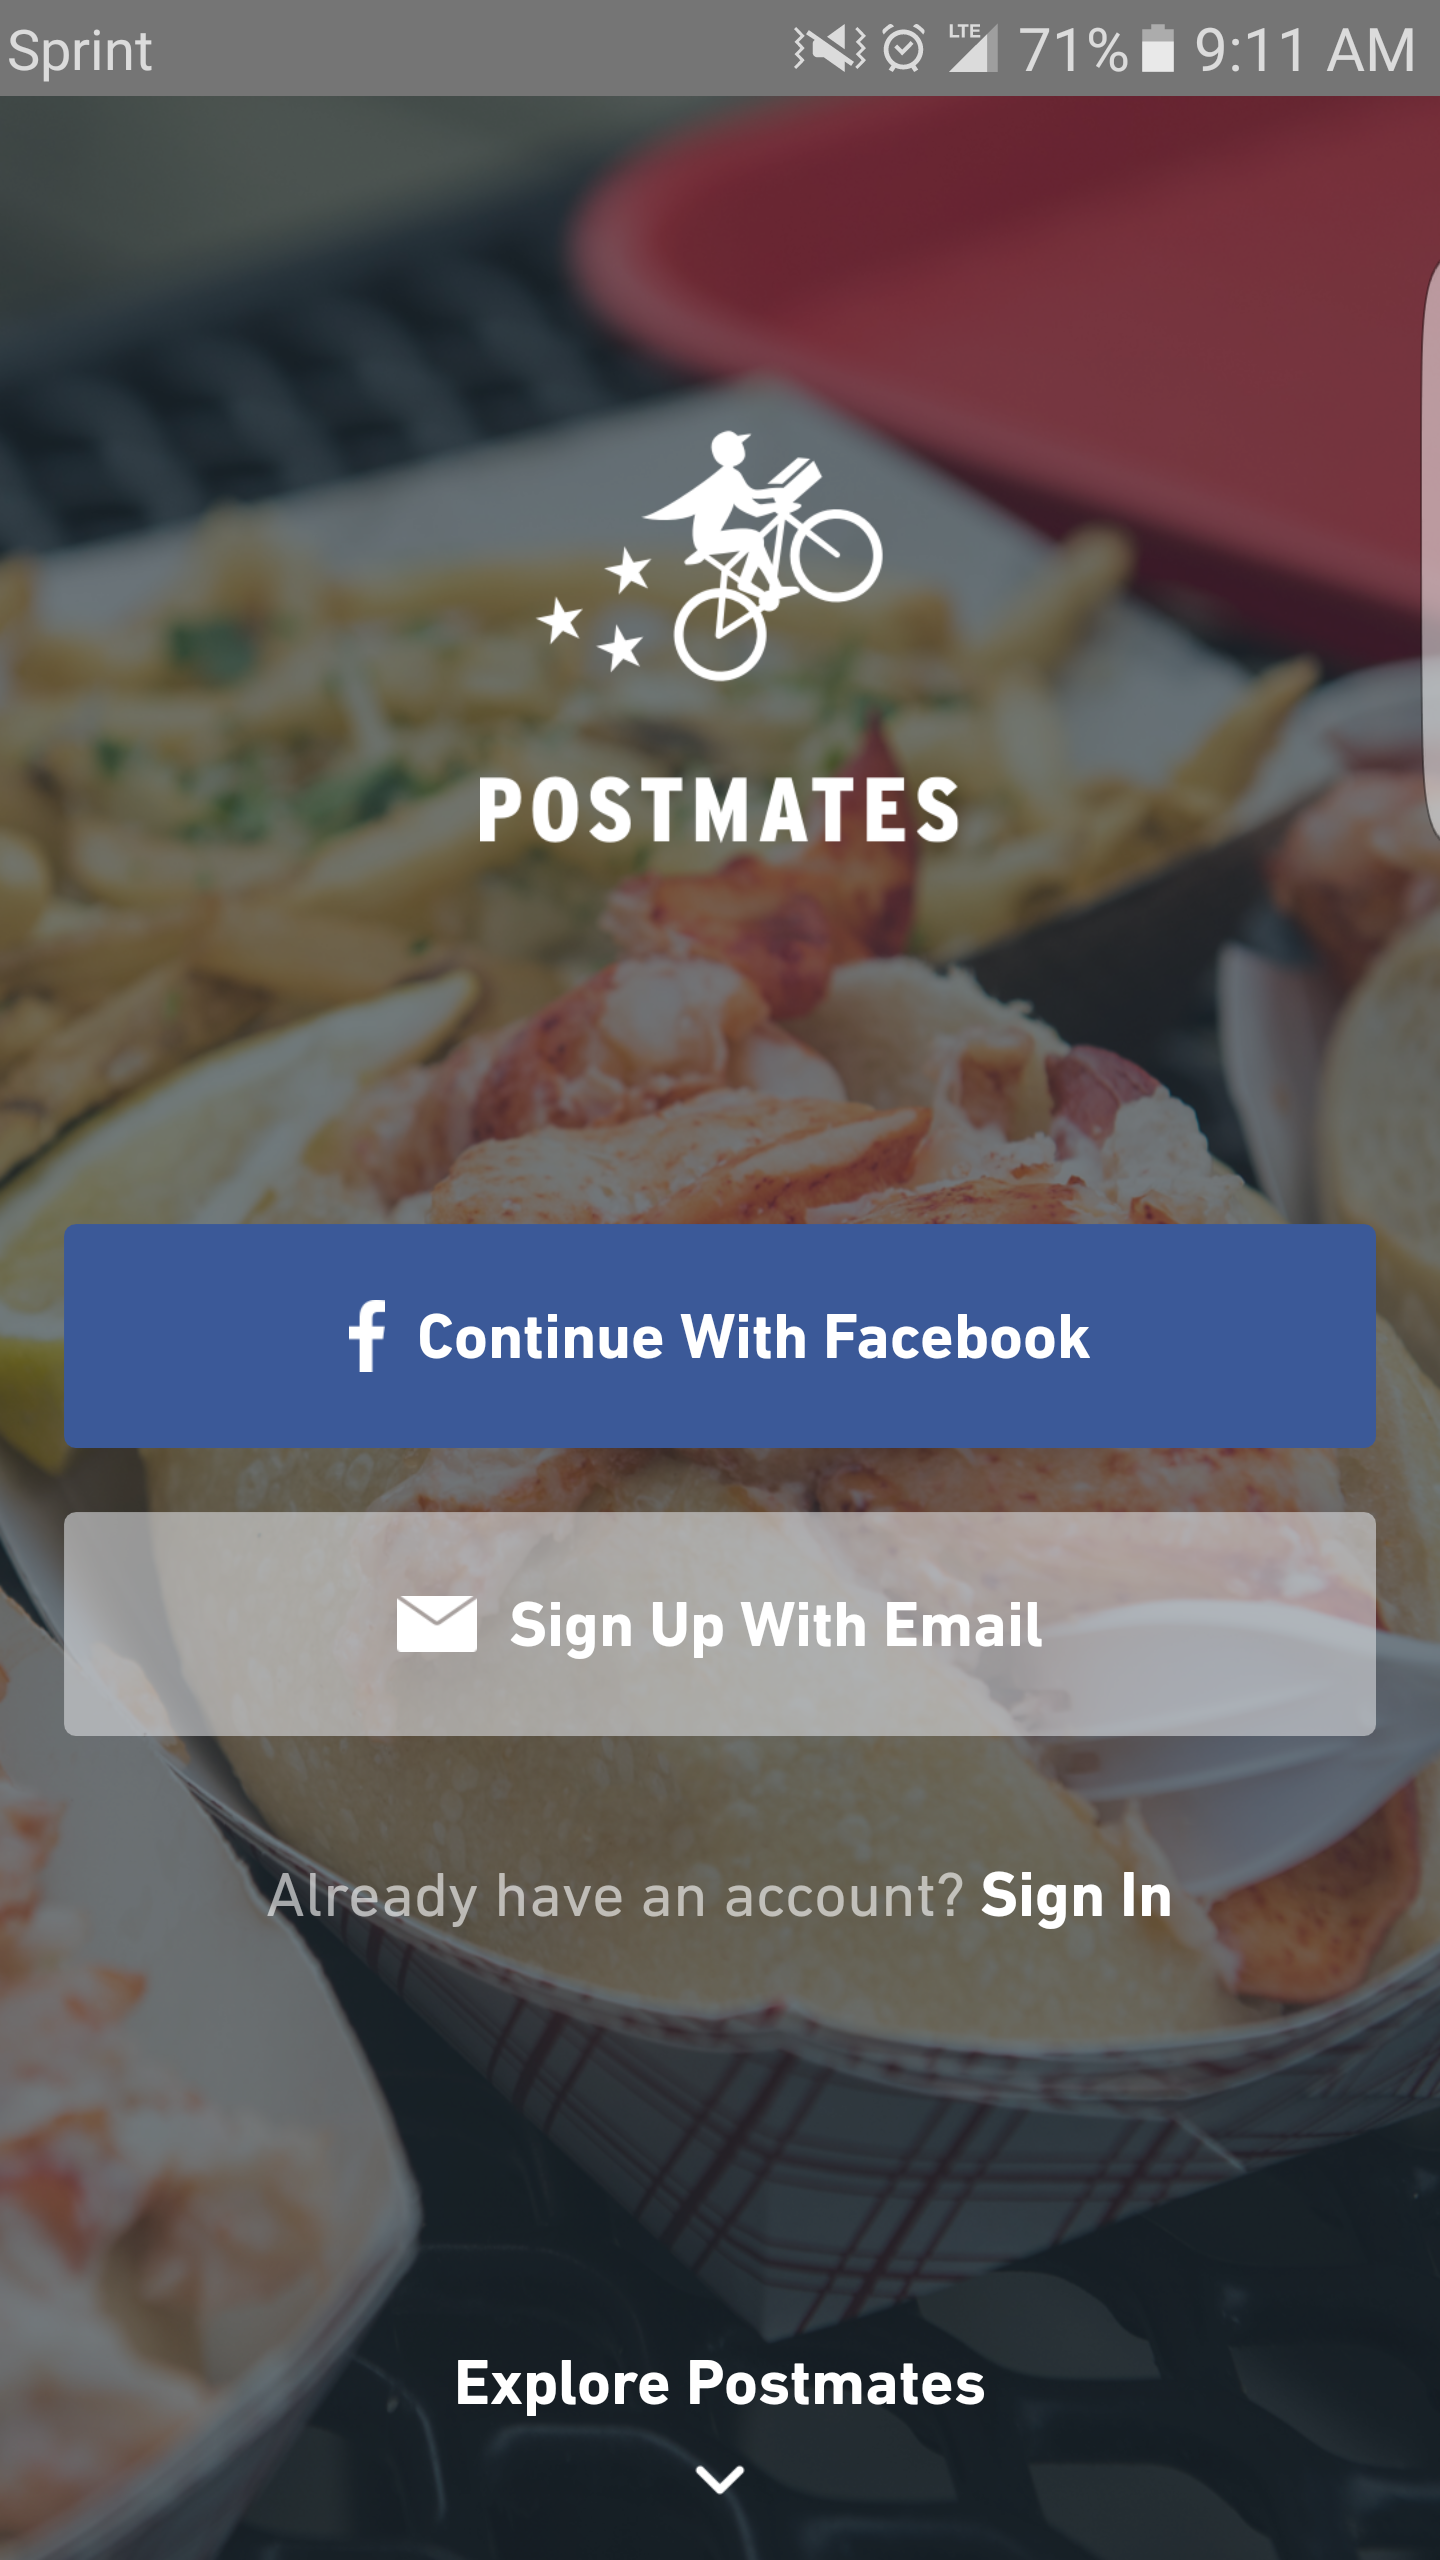 Sprint LTE 71% 9:11 AM
POSTMATES
f Continue With Facebook
Sign Up With Email
Already have an account? Sign In
Explore Postmates